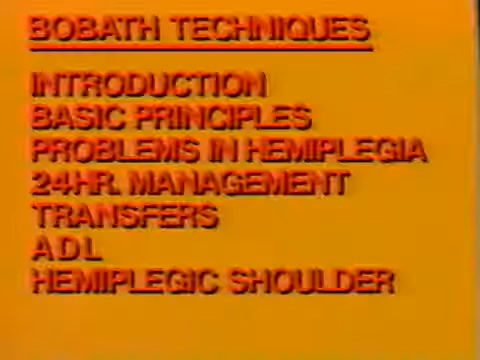 BOBATH TECHNIQUES
INTRODUCTION
BASIC PRINCIPLES
PROBLEMS IN HEMIPLEGIA
24HR. MANAGEMENT
TRANSFERS
ADL
HEMIPLEGIC SHOULDER